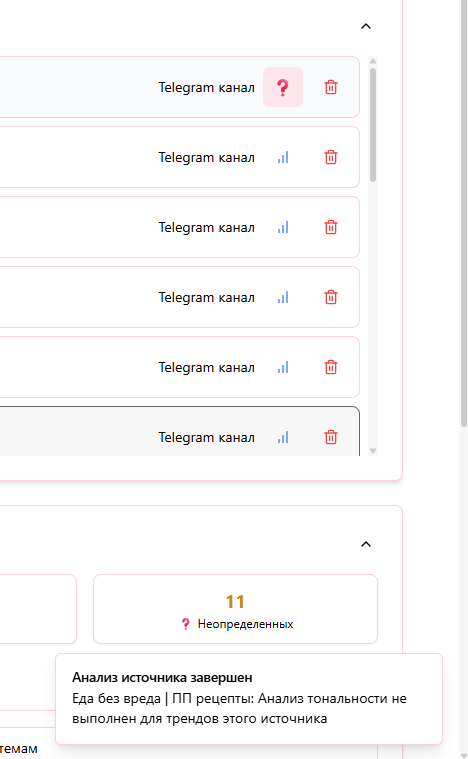 Telegram канал
Telegram канал
Telegram канал
Telegram канал
Telegram канал
Telegram канал
11
❓ Неопределенных
Анализ источника завершен
Еда без вреда | ПП рецепты: Анализ тональности не
выполнен для трендов этого источника
темам